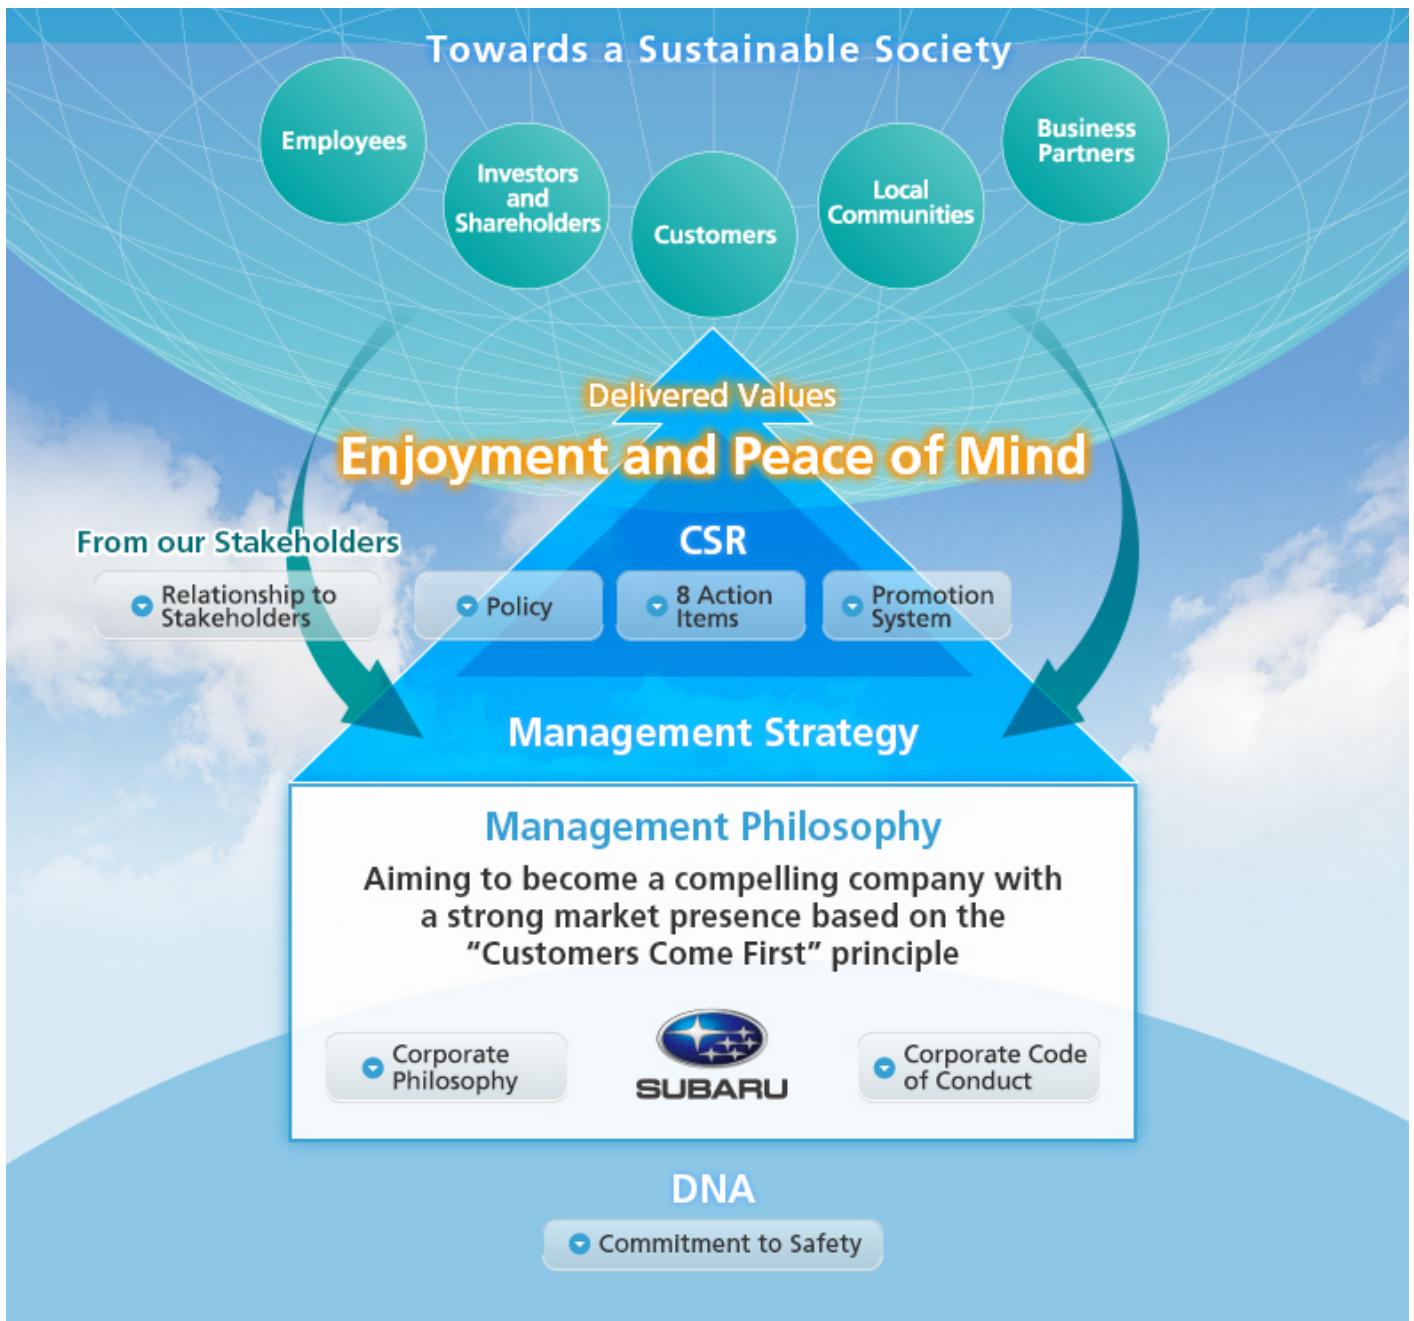 Towards a Sustainable Society
Employees
Investors
and
Shareholders
Customers
Local
Communities
Business
Partners
Delivered Values
Enjoyment and Peace of Mind
From our Stakeholders
Relationship to
Stakeholders
CSR
Policy
8 Action
Items
Promotion
System
Management Strategy
Management Philosophy
Aiming to become a compelling company with
a strong market presence based on the
“Customers Come First” principle
Corporate
Philosophy
SUBARU
Corporate Code
of Conduct
DNA
Commitment to Safety